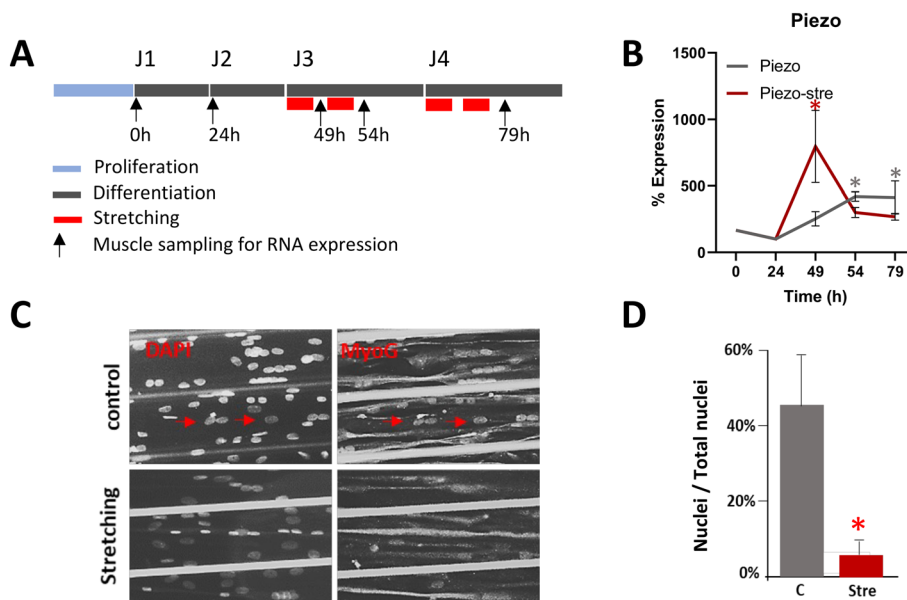 A
J1 J2 J3 J4
0h 24h 49h 54h 79h
Proliferation
Differentiation
Stretching
Muscle sampling for RNA expression
B
Piezo
1500
1000
500
0
% Expression
Piezo
Piezo-stre
*
*
*
0 24 49 54 79
Time (h)
C
control
Stretching
DAPI
MyoG
D
60%
40%
20%
0%
Nuclei / Total nuclei
*
C Stre